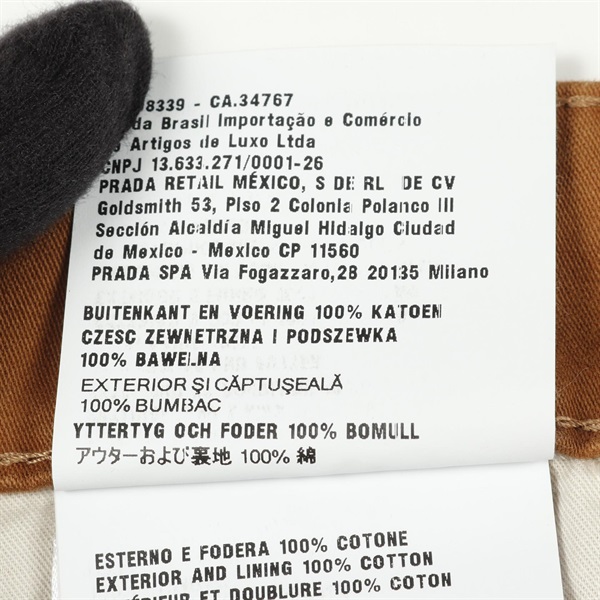 8339 - CA.34767
da Brasil Importação e Comércio
Artigos de Luxo Ltda
CNPJ 13.633.271/0001-26
PRADA RETAIL MÉXICO, S DE RL DE CV
Goldsmith 53, Piso 2 Colonia Polanco III
Sección Alcaldía Miguel Hidalgo Ciudad
de Mexico - Mexico CP 11560
PRADA SPA Via Fogazzaro,28 20135 Milano
BUITENKANT EN VOERING 100% KATOEN
CZESC ZEWNETRZNA I PODSZEWKA
100% BAWELNA
EXTERIOR ŞI CĂPTUŞEALĂ
100% BUMBAC
YTTERTYG OCH FODER 100% BOMULL
アウターおよび裏地 100% 綿
ESTERNO E FODERA 100% COTONE
EXTERIOR AND LINING 100% COTTON
EXTÉRIEUR ET DOUBLURE 100% COTON